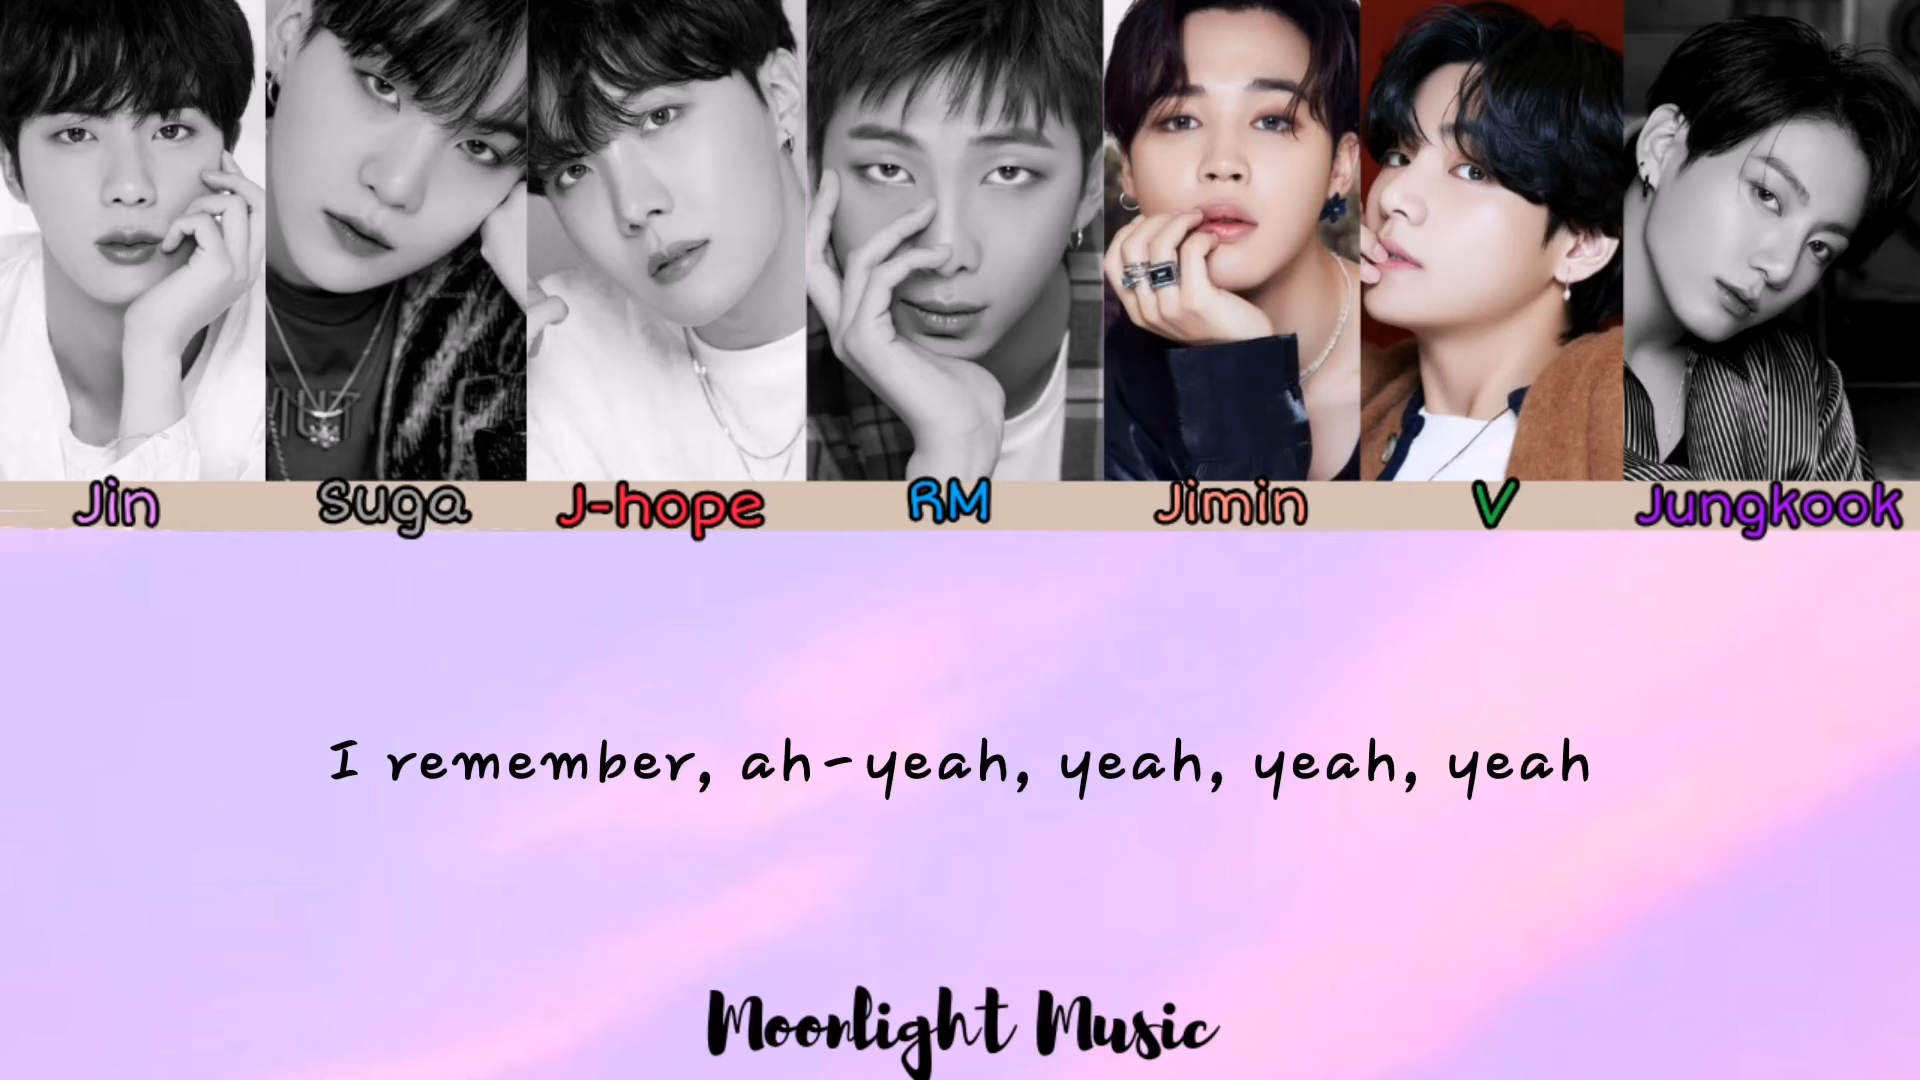 Jin Suga J-hope RM Jimin V Jungkook
I remember, ah-yeah, yeah, yeah, yeah
Moonlight Music